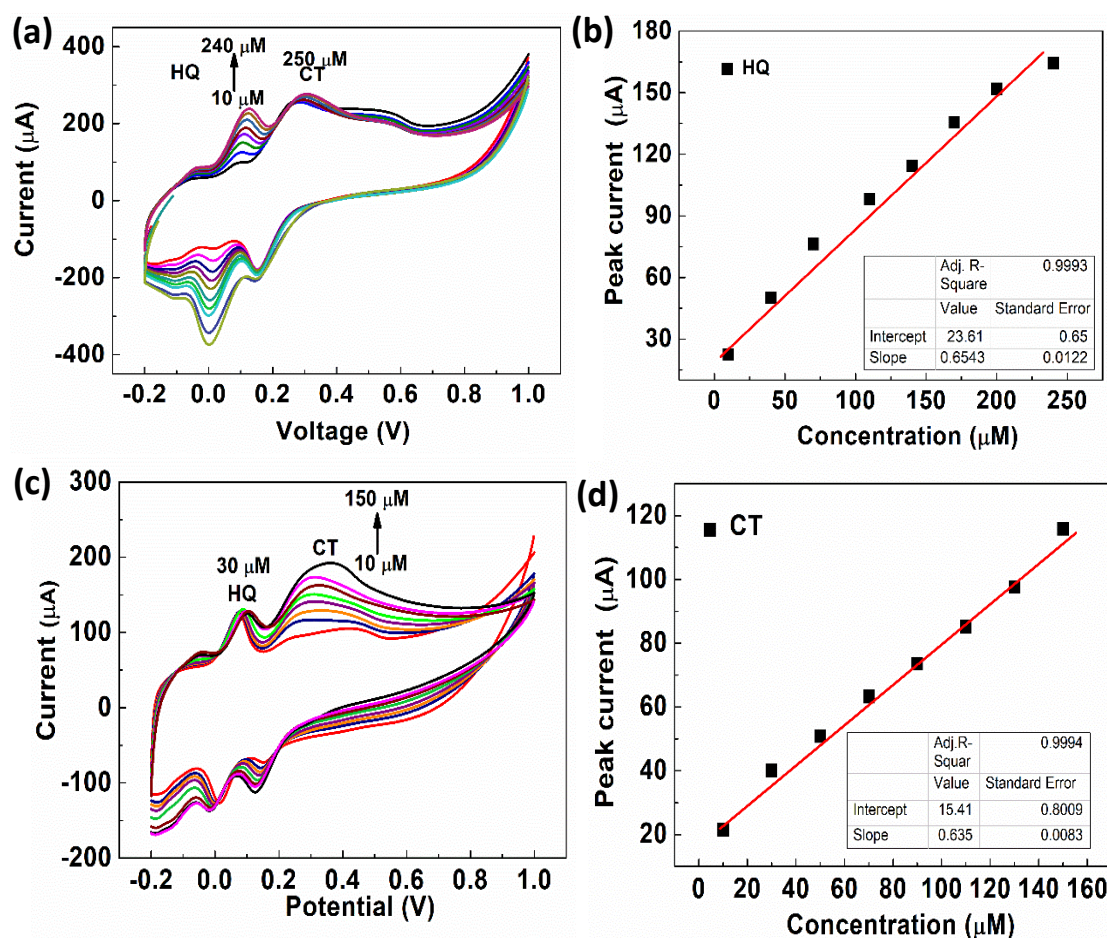 (a)
400
200
0
-200
-400
Current (μA)
240 μM
HQ
10 μM
250 μM
CT
-0.2 0.0 0.2 0.4 0.6 0.8 1.0
Voltage (V)
(b)
180
150
120
90
60
30
Peak current (μA)
HQ
Adj. R-Square 0.9993
Value Standard Error
Intercept 23.61 0.65
Slope 0.6543 0.0122
0 50 100 150 200 250
Concentration (μM)
(c)
300
200
100
0
-100
-200
Current (μA)
150 μM
CT
10 μM
30 μM
HQ
-0.2 0.0 0.2 0.4 0.6 0.8 1.0
Potential (V)
(d)
120
100
80
60
40
20
Peak current (μA)
CT
Adj.R-Squar 0.9994
Value Standard Error
Intercept 15.41 0.8009
Slope 0.635 0.0083
0 20 40 60 80 100 120 140 160
Concentration (μM)